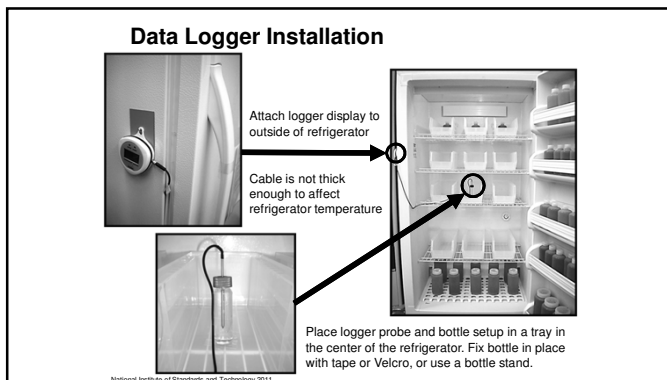 Data Logger Installation
Attach logger display to
outside of refrigerator
Cable is not thick
enough to affect
refrigerator temperature
Place logger probe and bottle setup in a tray in
the center of the refrigerator. Fix bottle in place
with tape or Velcro, or use a bottle stand.
National Institute of Standards and Technology 2011